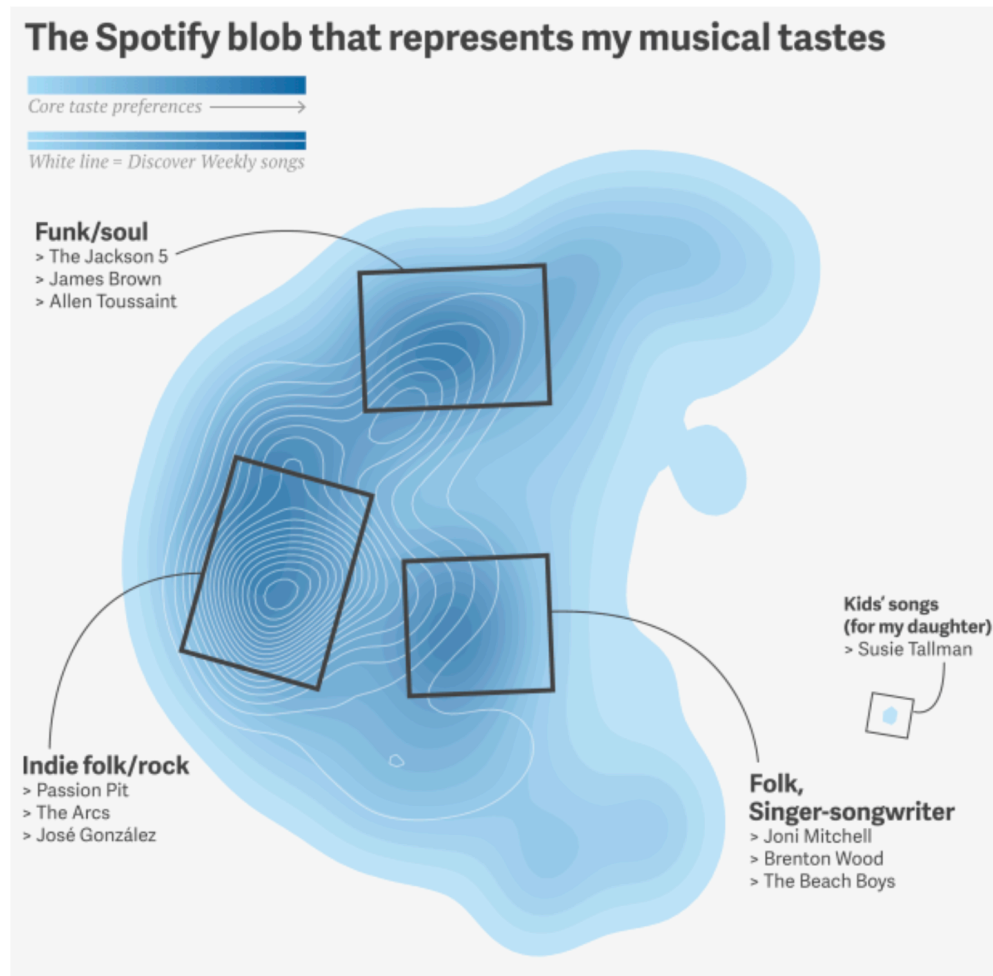 The Spotify blob that represents my musical tastes
Core taste preferences
White line = Discover Weekly songs
Funk/soul
> The Jackson 5
> James Brown
> Allen Toussaint
Kids' songs
(for my daughter)
> Susie Tallman
Indie folk/rock
> Passion Pit
> The Arcs
> José González
Folk,
Singer-songwriter
> Joni Mitchell
> Brenton Wood
> The Beach Boys